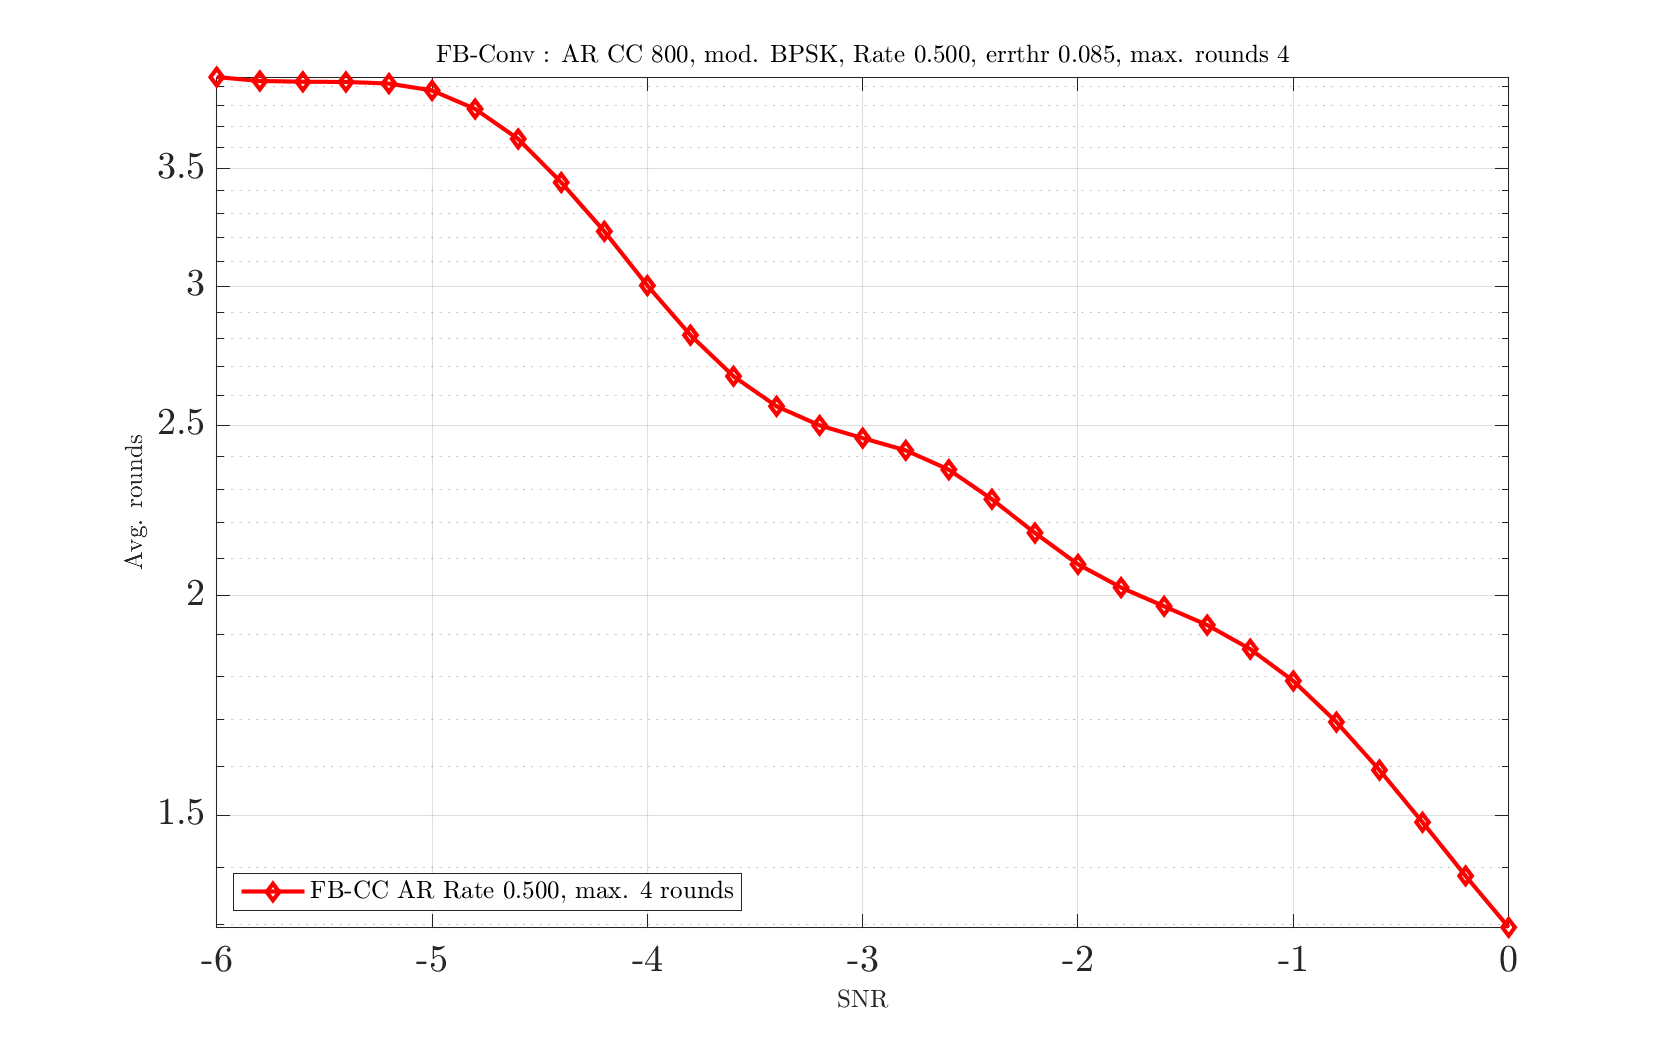 FB-Conv : AR CC 800, mod. BPSK, Rate 0.500, errthr 0.085, max. rounds 4
3.5
3
2.5
2
1.5
Avg. rounds
FB-CC AR Rate 0.500, max. 4 rounds
-6 -5 -4 -3 -2 -1 0
SNR